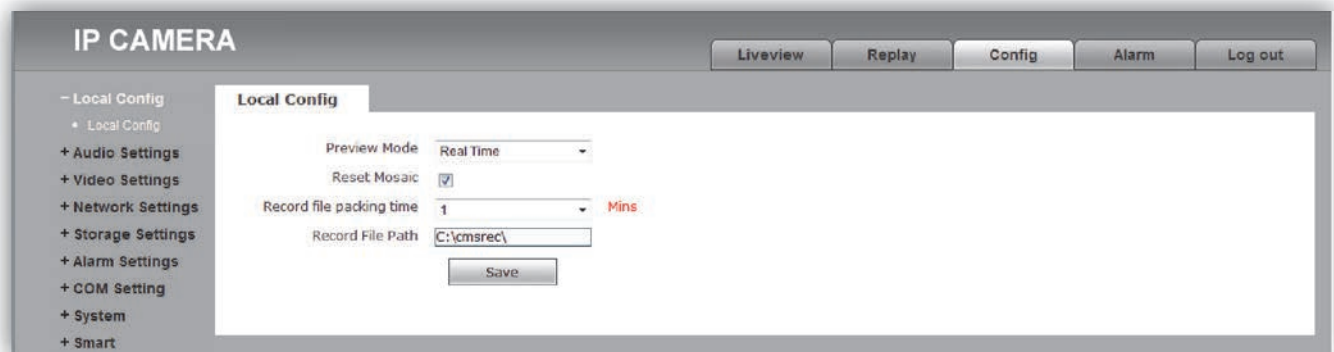 IP CAMERA
Liveview
Replay
Config
Alarm
Log out
− Local Config
• Local Config
+ Audio Settings
+ Video Settings
+ Network Settings
+ Storage Settings
+ Alarm Settings
+ COM Setting
+ System
+ Smart
Local Config
Preview Mode Real Time
Reset Mosaic
Record file packing time 1 Mins
Record File Path C:\cmsrec\
Save